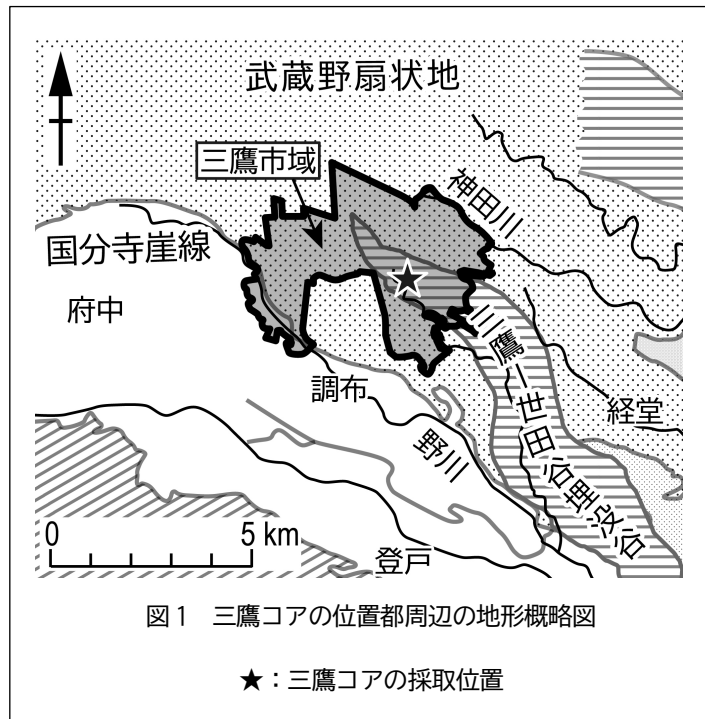 武蔵野扇状地
三鷹市域
神田川
国分寺崖線
府中
三鷹ー世田谷埋没谷
調布
経堂
野川
0 5 km
登戸
図1 三鷹コアの位置都周辺の地形概略図
★：三鷹コアの採取位置